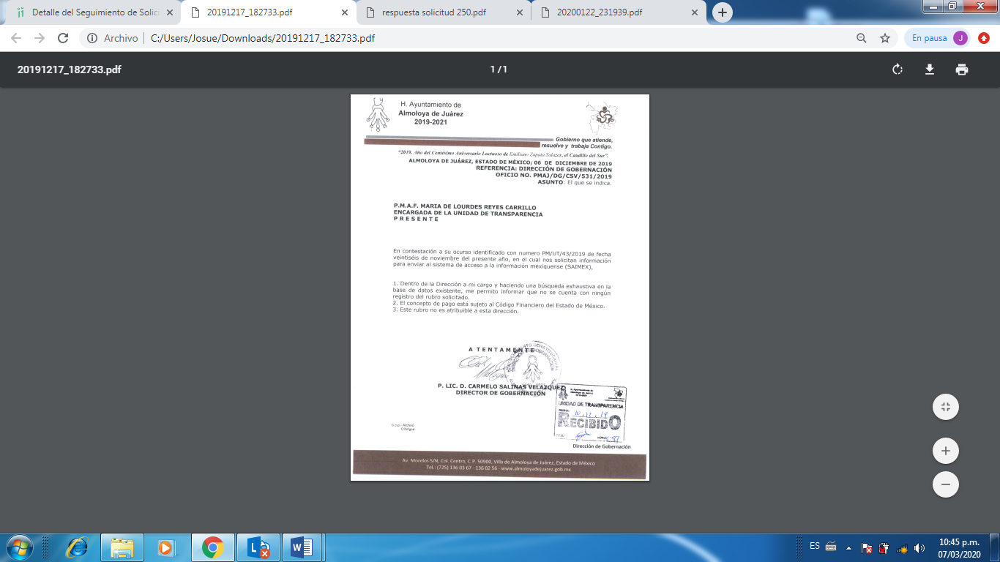 Detalle del Seguimiento de Solici
20191217_182733.pdf
respuesta solicitud 250.pdf
20200122_231939.pdf
Archivo
C:/Users/Josue/Downloads/20191217_182733.pdf
En pausa
J
20191217_182733.pdf
1 / 1
H. Ayuntamiento de
Almoloya de Juárez
2019-2021
Gobierno que atiende,
resuelve y trabaja Contigo.
"2019. Año del Centésimo Aniversario Luctuoso de Emiliano Zapata Salazar, el Caudillo del Sur".
ALMOLOYA DE JUÁREZ, ESTADO DE MÉXICO; 06 DE DICIEMBRE DE 2019
REFERENCIA: DIRECCIÓN DE GOBERNACIÓN
OFICIO NO. PMAJ/DG/CSV/531/2019
ASUNTO: El que se indica.
P.M.A.F. MARIA DE LOURDES REYES CARRILLO
ENCARGADA DE LA UNIDAD DE TRANSPARENCIA
P R E S E N T E
En contestación a su ocurso identificado con numero PM/UT/43/2019 de fecha
veintiséis de noviembre del presente año, en el cual nos solicitan información
para enviar al sistema de acceso a la información mexiquense (SAIMEX),
1. Dentro de la Dirección a mi cargo y haciendo una búsqueda exhaustiva en la
base de datos existente, me permito informar que no se cuenta con ningún
registro del rubro solicitado.
2. El concepto de pago está sujeto al Código Financiero del Estado de México.
3. Este rubro no es atribuible a esta dirección.
A T E N T A M E N T E
P. LIC. D. CARMELO SALINAS VELAZQUEZ
DIRECTOR DE GOBERNACIÓN
H. Ayuntamiento de
Almoloya de Juárez
UNIDAD DE TRANSPARENCIA
10, 12, 19
RECIBIDO
C.c.p.- Archivo.
CSV/goa
Dirección de Gobernación
Av. Morelos S/N, Col. Centro, C.P. 50900, Villa de Almoloya de Juárez, Estado de México
Tel.: (725) 136 03 67 - 136 02 56 - www.almoloyadejuarez.gob.mx
ES
10:45 p.m.
07/03/2020